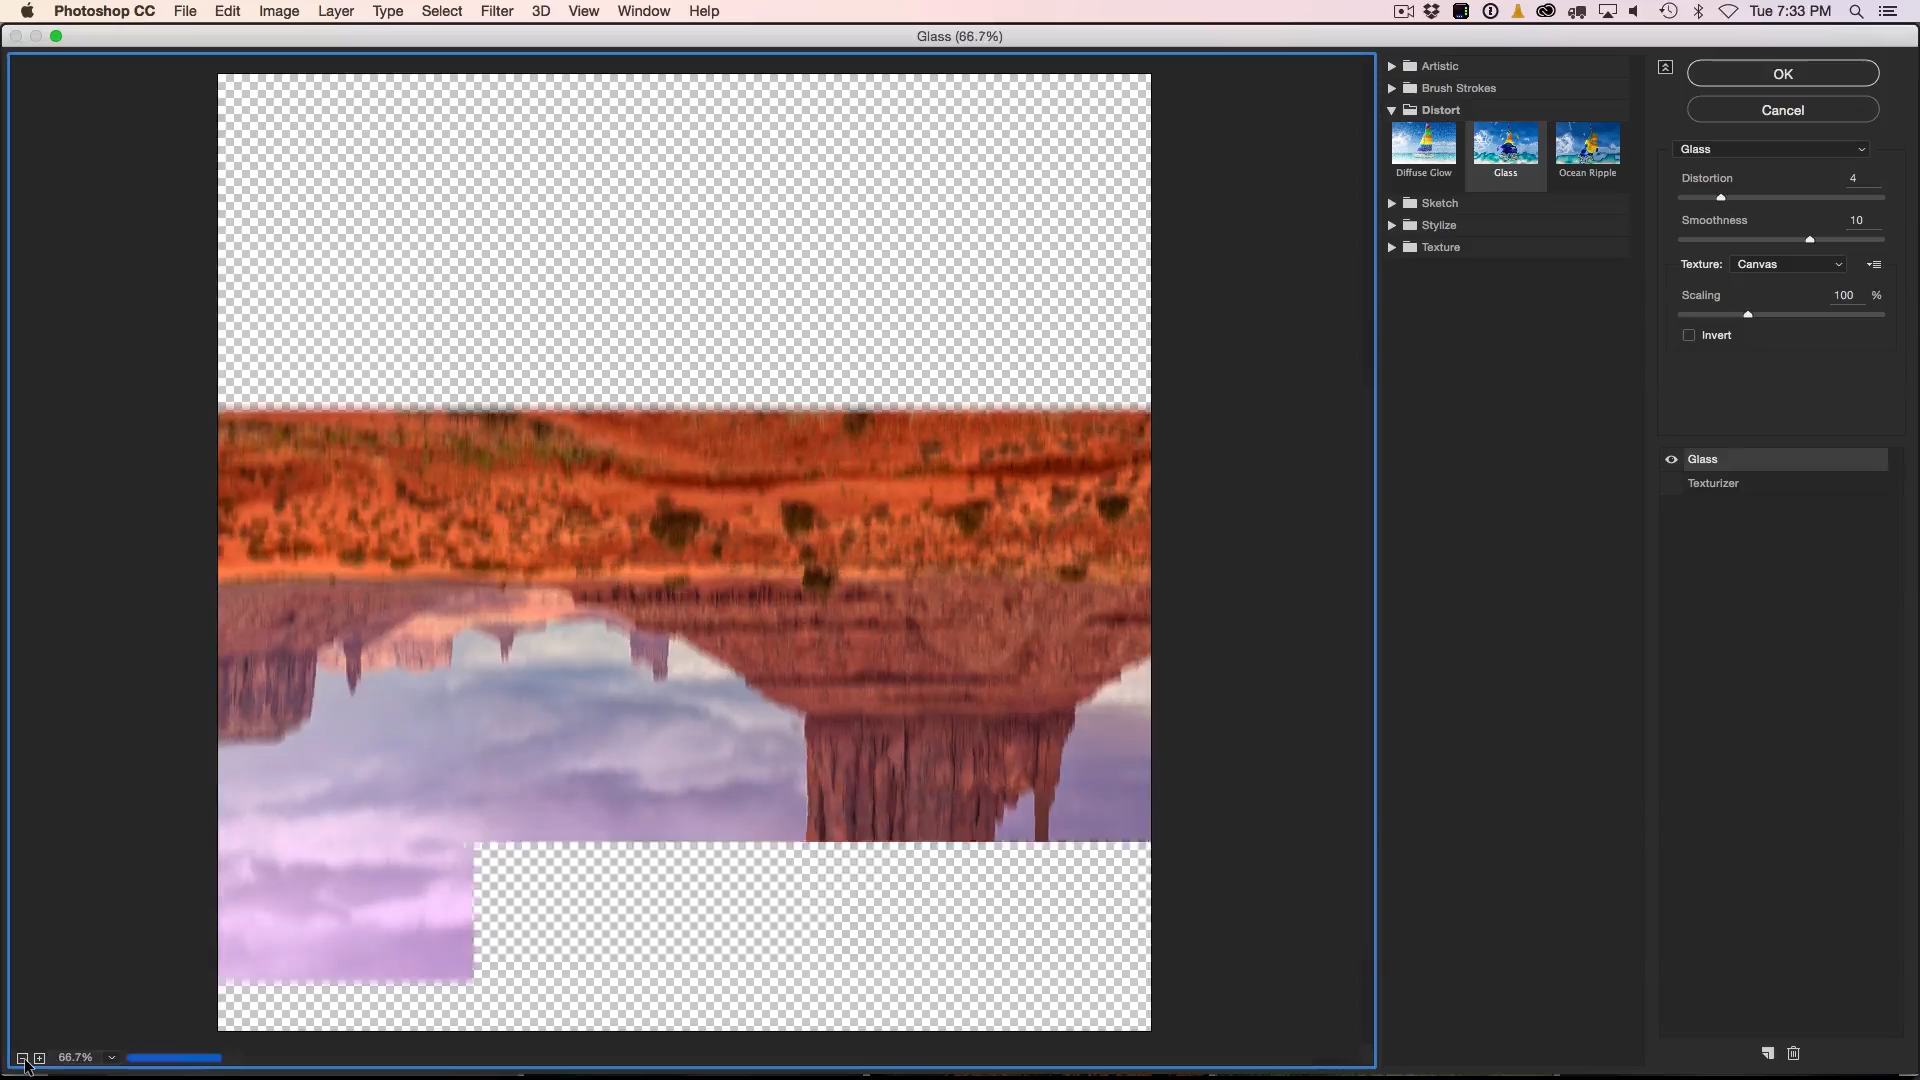 Photoshop CC File Edit Image Layer Type Select Filter 3D View Window Help Tue 7:33 PM
Glass (66.7%)
Artistic
Brush Strokes
Distort
Diffuse Glow Glass Ocean Ripple
Sketch
Stylize
Texture
OK
Cancel
Glass
Distortion 4
Smoothness 10
Texture: Canvas
Scaling 100 %
Invert
Glass
Texturizer
66.7%